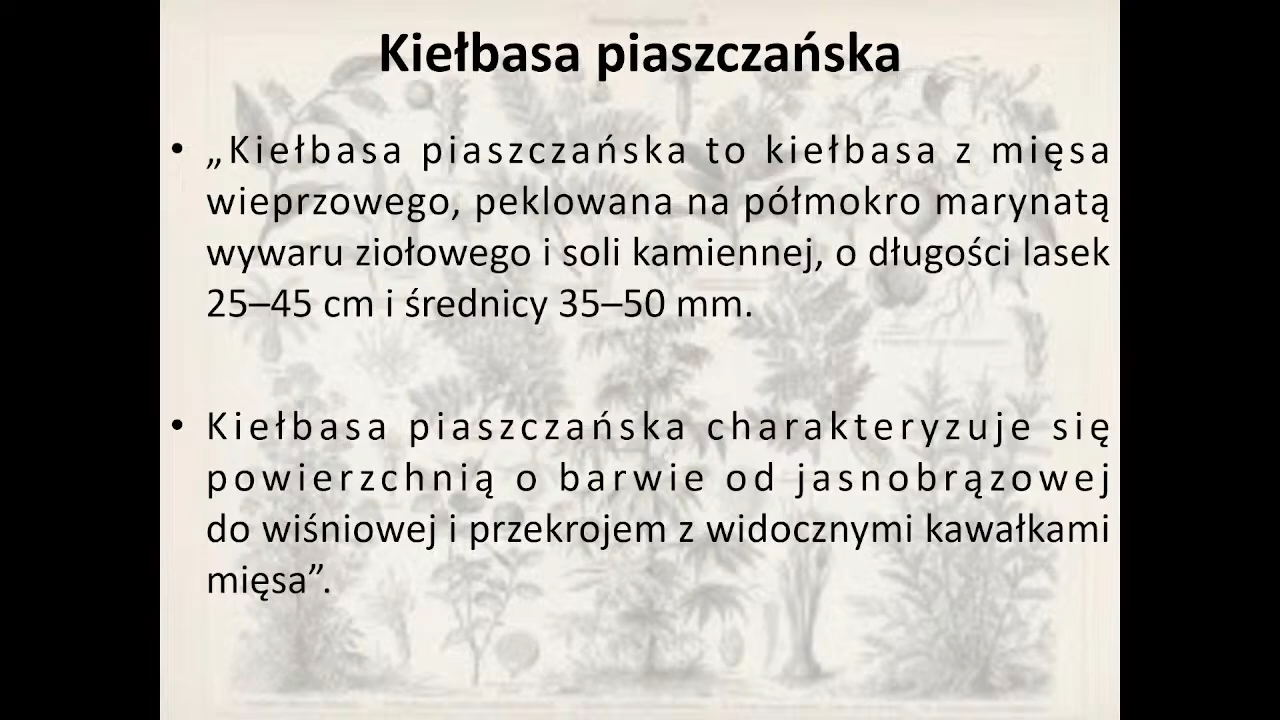 Kiełbasa piaszczańska
• „Kiełbasa piaszczańska to kiełbasa z mięsa
wieprzowego, peklowana na półmokro marynatą
wywaru ziołowego i soli kamiennej, o długości lasek
25–45 cm i średnicy 35–50 mm.
• Kiełbasa piaszczańska charakteryzuje się
powierzchnią o barwie od jasnobrązowej
do wiśniowej i przekrojem z widocznymi kawałkami
mięsa”.